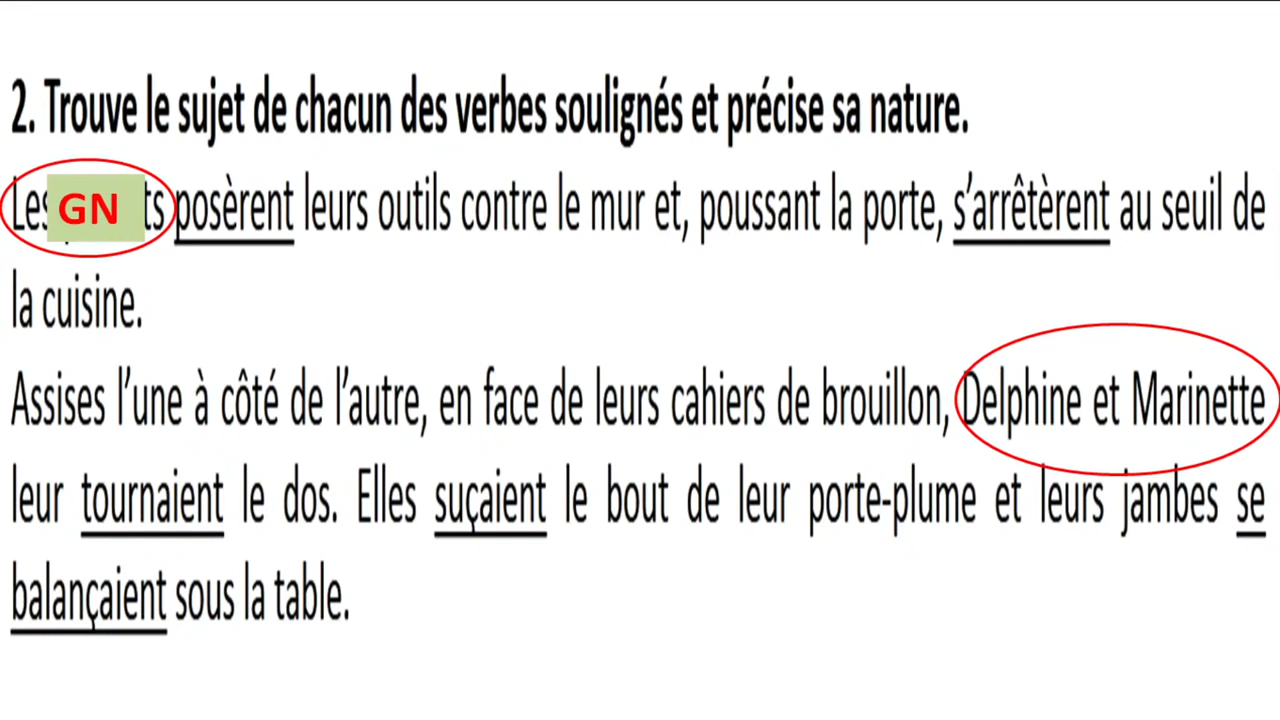 2. Trouve le sujet de chacun des verbes soulignés et précise sa nature.
Les GN posèrent leurs outils contre le mur et, poussant la porte, s'arrêtèrent au seuil de
la cuisine.
Assises l'une à côté de l'autre, en face de leurs cahiers de brouillon, Delphine et Marinette
leur tournaient le dos. Elles suçaient le bout de leur porte-plume et leurs jambes se
balançaient sous la table.